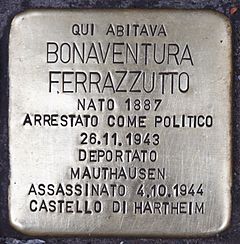 QUI ABITAVA
BONAVENTURA
FERRAZZUTTO
NATO 1887
ARRESTATO COME POLITICO
26.11.1943
DEPORTATO
MAUTHAUSEN
ASSASSINATO 4.10.1944
CASTELLO DI HARTHEIM